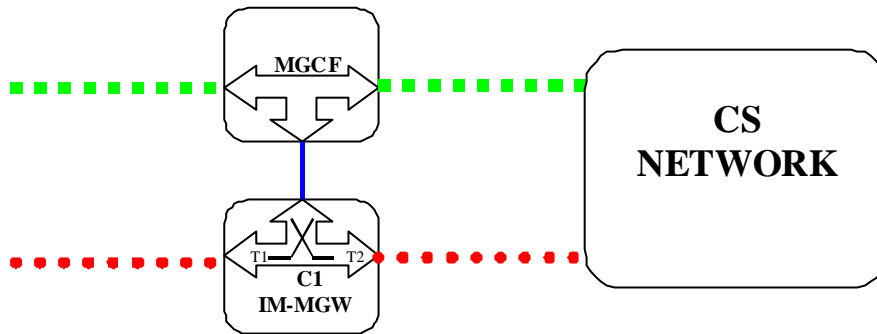 MGCF
CS
NETWORK
T1 T2
C1
IM-MGW